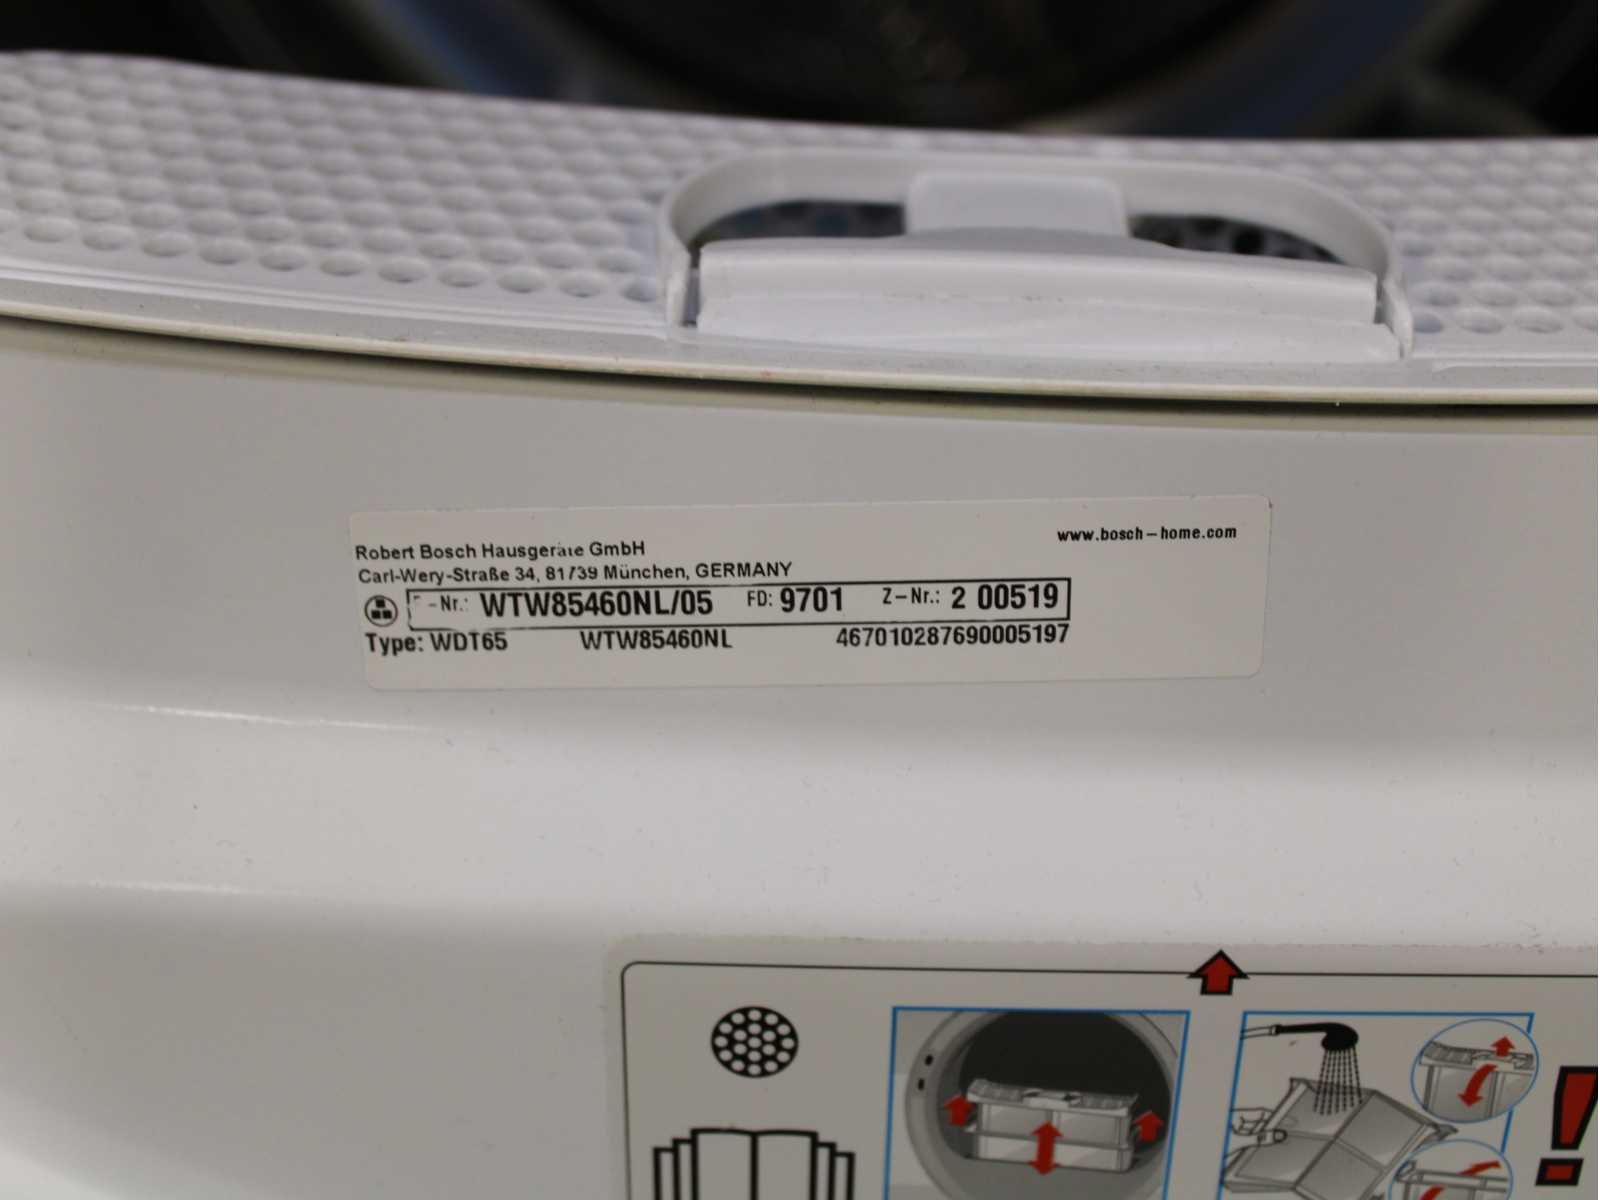 www.bosch-home.com
Robert Bosch Hausgeräte GmbH
Carl-Wery-Straße 34, 81739 München, GERMANY
-Nr.: WTW85460NL/05 FD: 9701 Z-Nr.: 2 00519
Type: WDT65 WTW85460NL 467010287690005197
!